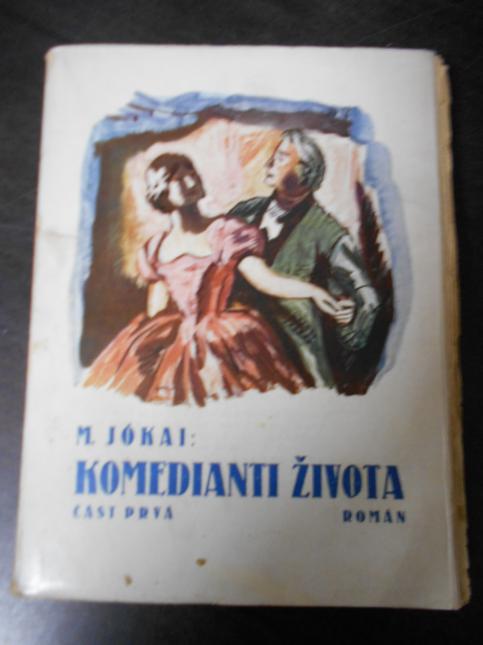 M. JÓKAI:
KOMEDIANTI ŽIVOTA
ČASŤ PRVÁ ROMÁN